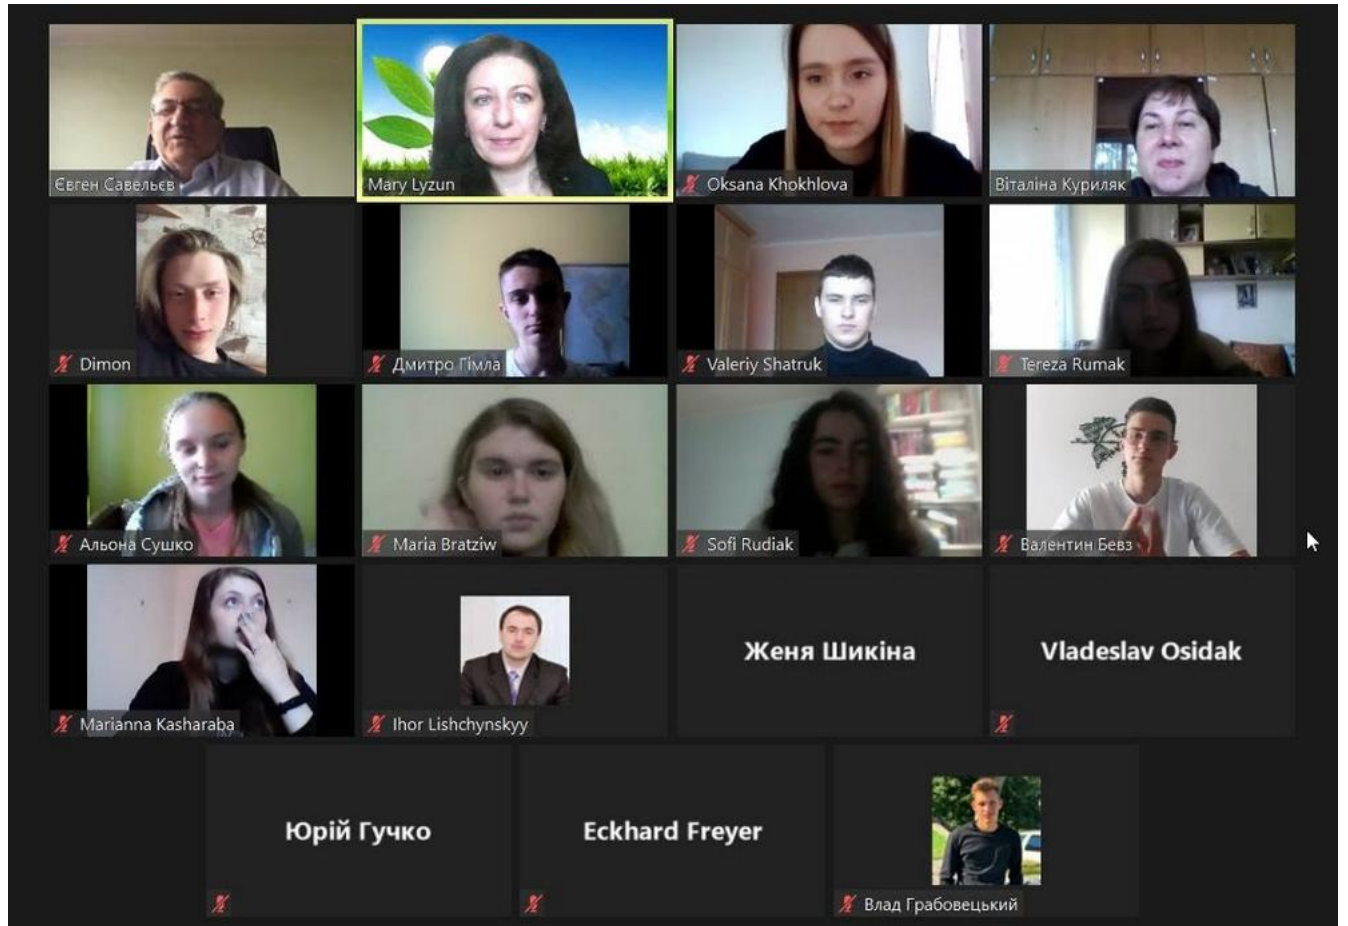 Євген Савельєв
Mary Lyzun
Oksana Khokhlova
Віталіна Куриляк
Dimon
Дмитро Гімла
Valeriy Shatruk
Tereza Rumak
Альона Сушко
Maria Bratziw
Sofi Rudiak
Валентин Бевз
Marianna Kasharaba
Ihor Lishchynskyy
Женя Шикіна
Vladeslav Osidak
Юрій Гучко
Eckhard Freyer
Влад Грабовецький